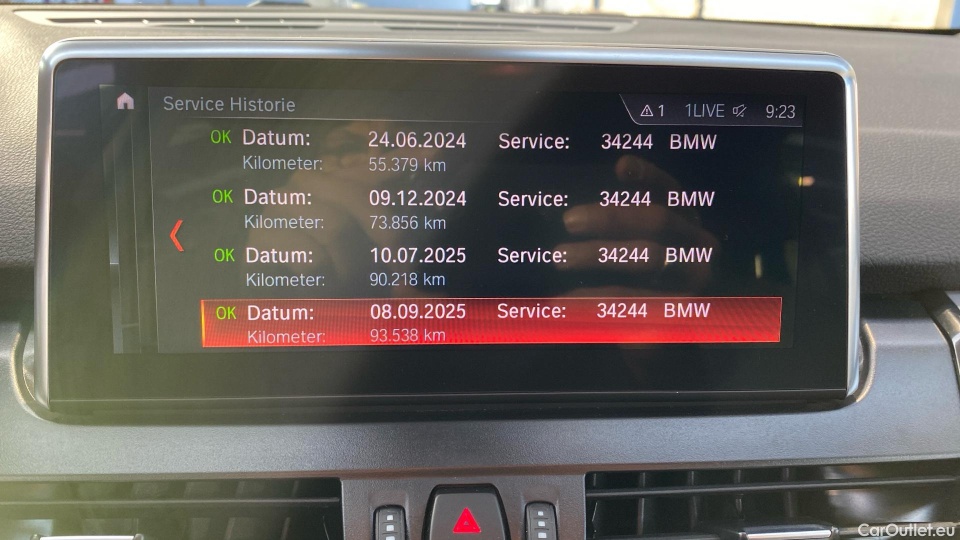 Service Historie
1 1LIVE 9:23
OK Datum: 24.06.2024 Service: 34244 BMW
Kilometer: 55.379 km
OK Datum: 09.12.2024 Service: 34244 BMW
Kilometer: 73.856 km
OK Datum: 10.07.2025 Service: 34244 BMW
Kilometer: 90.218 km
OK Datum: 08.09.2025 Service: 34244 BMW
Kilometer: 93.538 km
CarOutlet.eu